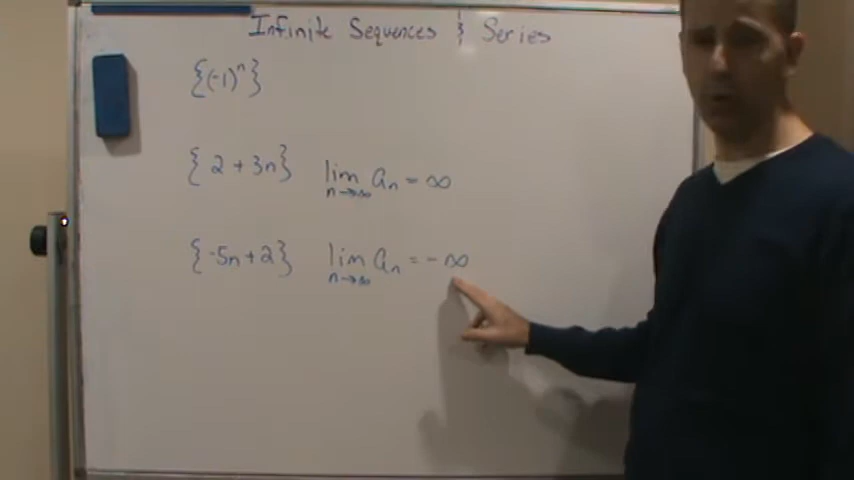 Infinite Sequences & Series
{(-1)ⁿ}
{2 + 3n} lim n→∞ aₙ = ∞
{-5n+2} lim n→∞ aₙ = -∞